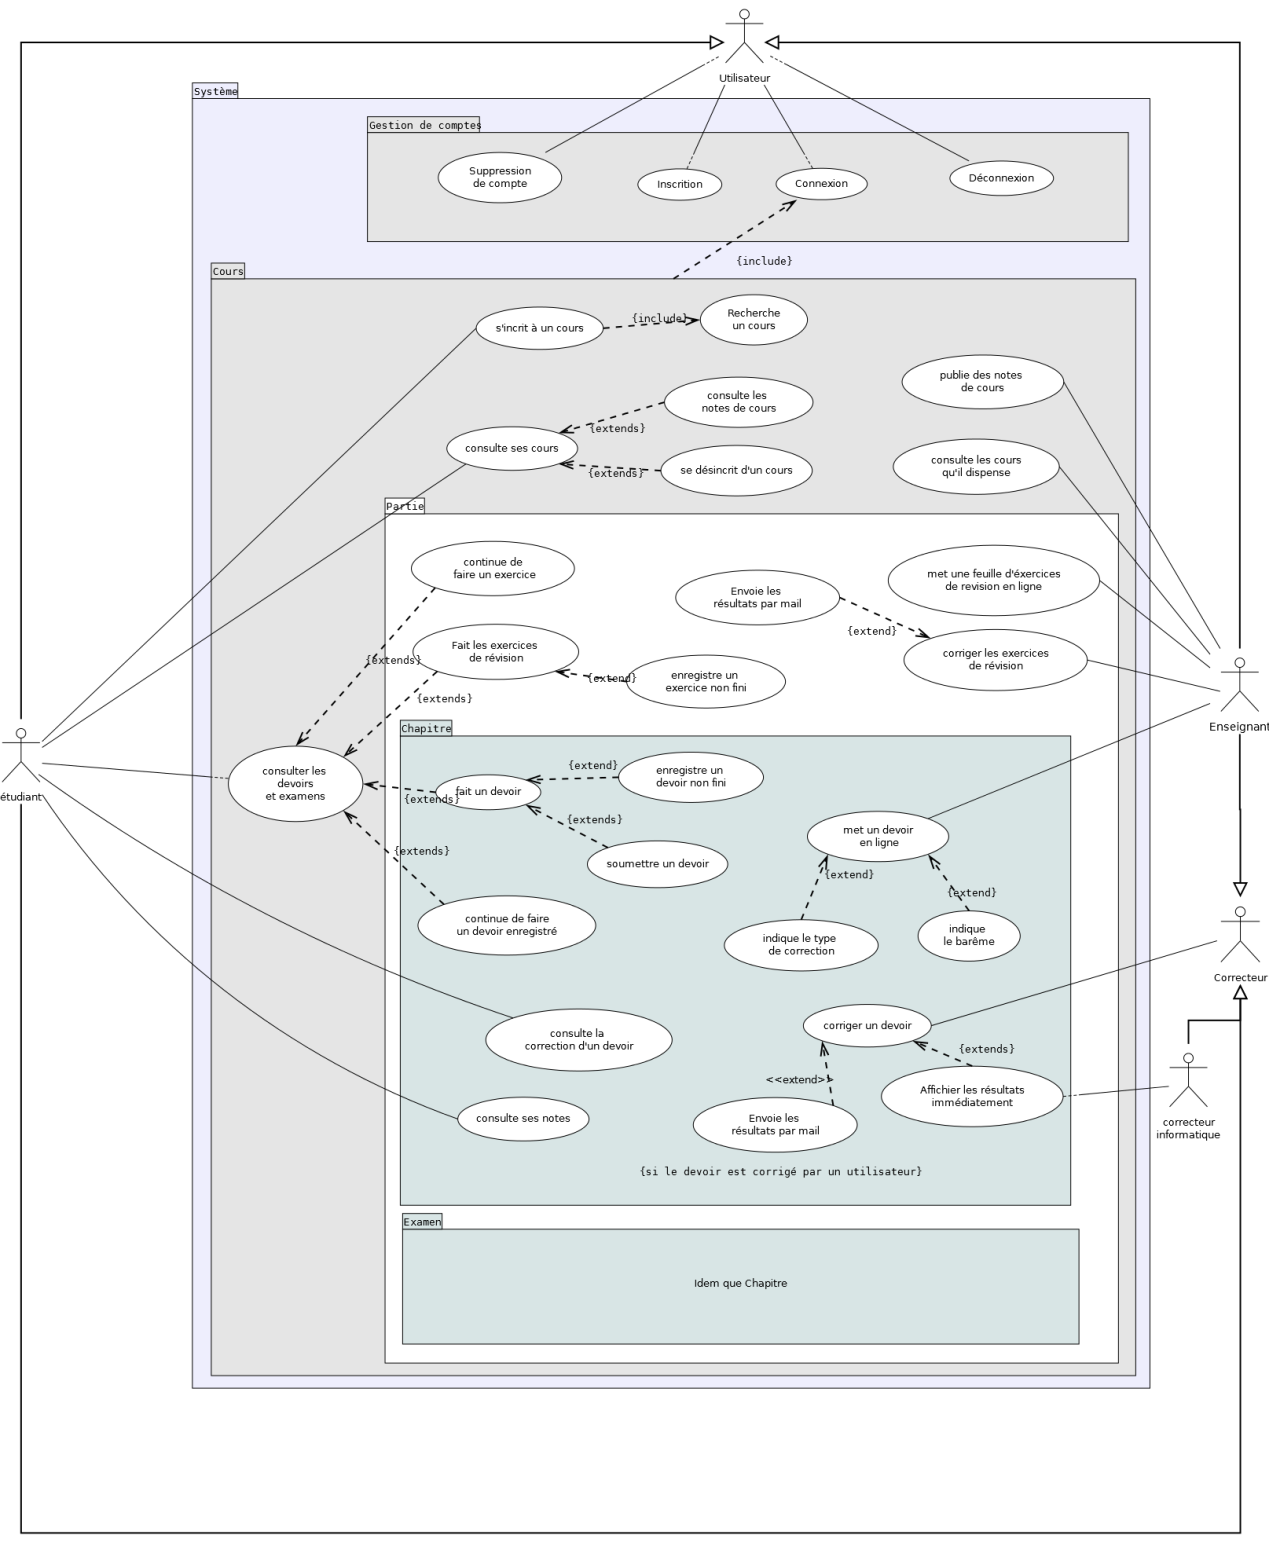 Utilisateur
Système
Gestion de comptes
Suppression
de compte
Inscrition
Connexion
Déconnexion
{include}
Cours
s'incrit à un cours
{include}
Recherche
un cours
publie des notes
de cours
consulte les
notes de cours
{extends}
consulte ses cours
{extends}
se désincrit d'un cours
consulte les cours
qu'il dispense
Partie
continue de
faire un exercice
Envoie les
résultats par mail
met une feuille d'éxercices
de revision en ligne
{extend}
{extends}
Fait les exercices
de révision
{extend}
enregistre un
exercice non fini
corriger les exercices
de révision
{extends}
Enseignant
Chapitre
étudiant
consulter les
devoirs
et examens
{extends}
fait un devoir
{extend}
enregistre un
devoir non fini
{extends}
soumettre un devoir
met un devoir
en ligne
{extends}
{extend}
{extend}
continue de faire
un devoir enregistré
indique le type
de correction
indique
le barême
Correcteur
consulte la
correction d'un devoir
corriger un devoir
{extends}
<<extend>>
Affichier les résultats
immédiatement
consulte ses notes
Envoie les
résultats par mail
correcteur
informatique
{si le devoir est corrigé par un utilisateur}
Examen
Idem que Chapitre